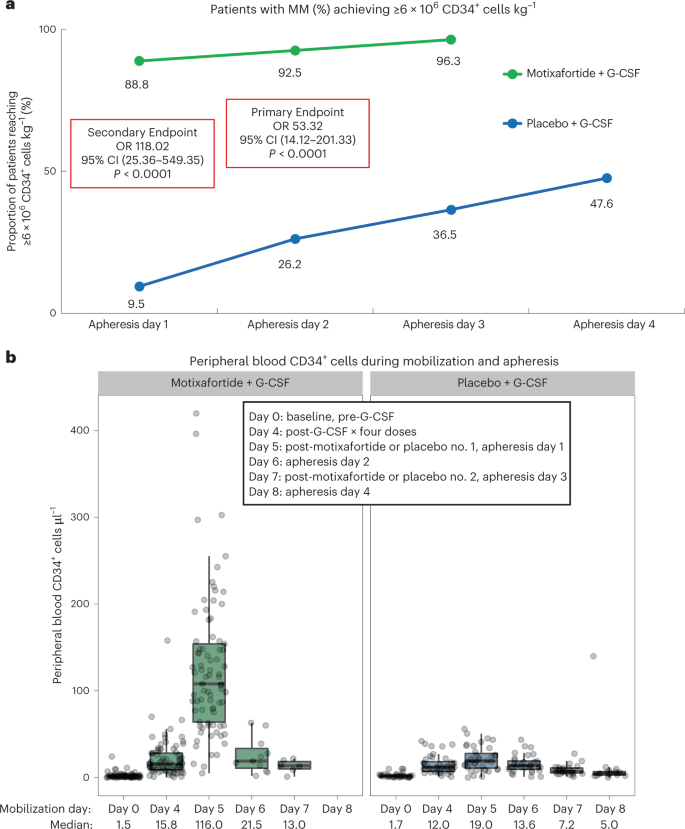 a
Patients with MM (%) achieving ≥6 × 10⁶ CD34⁺ cells kg⁻¹
Proportion of patients reaching
≥6 × 10⁶ CD34⁺ cells kg⁻¹ (%)
100
50
0
88.8
92.5
96.3
Motixafortide + G-CSF
Placebo + G-CSF
Secondary Endpoint
OR 118.02
95% CI (25.36–549.35)
P < 0.0001
Primary Endpoint
OR 53.32
95% CI (14.12–201.33)
P < 0.0001
9.5
26.2
36.5
47.6
Apheresis day 1 Apheresis day 2 Apheresis day 3 Apheresis day 4
b
Peripheral blood CD34⁺ cells during mobilization and apheresis
Motixafortide + G-CSF Placebo + G-CSF
Day 0: baseline, pre-G-CSF
Day 4: post-G-CSF × four doses
Day 5: post-motixafortide or placebo no. 1, apheresis day 1
Day 6: apheresis day 2
Day 7: post-motixafortide or placebo no. 2, apheresis day 3
Day 8: apheresis day 4
Peripheral blood CD34⁺ cells µl⁻¹
400
300
200
100
0
Mobilization day: Day 0 Day 4 Day 5 Day 6 Day 7 Day 8 Day 0 Day 4 Day 5 Day 6 Day 7 Day 8
Median: 1.5 15.8 116.0 21.5 13.0 1.7 12.0 19.0 13.6 7.2 5.0